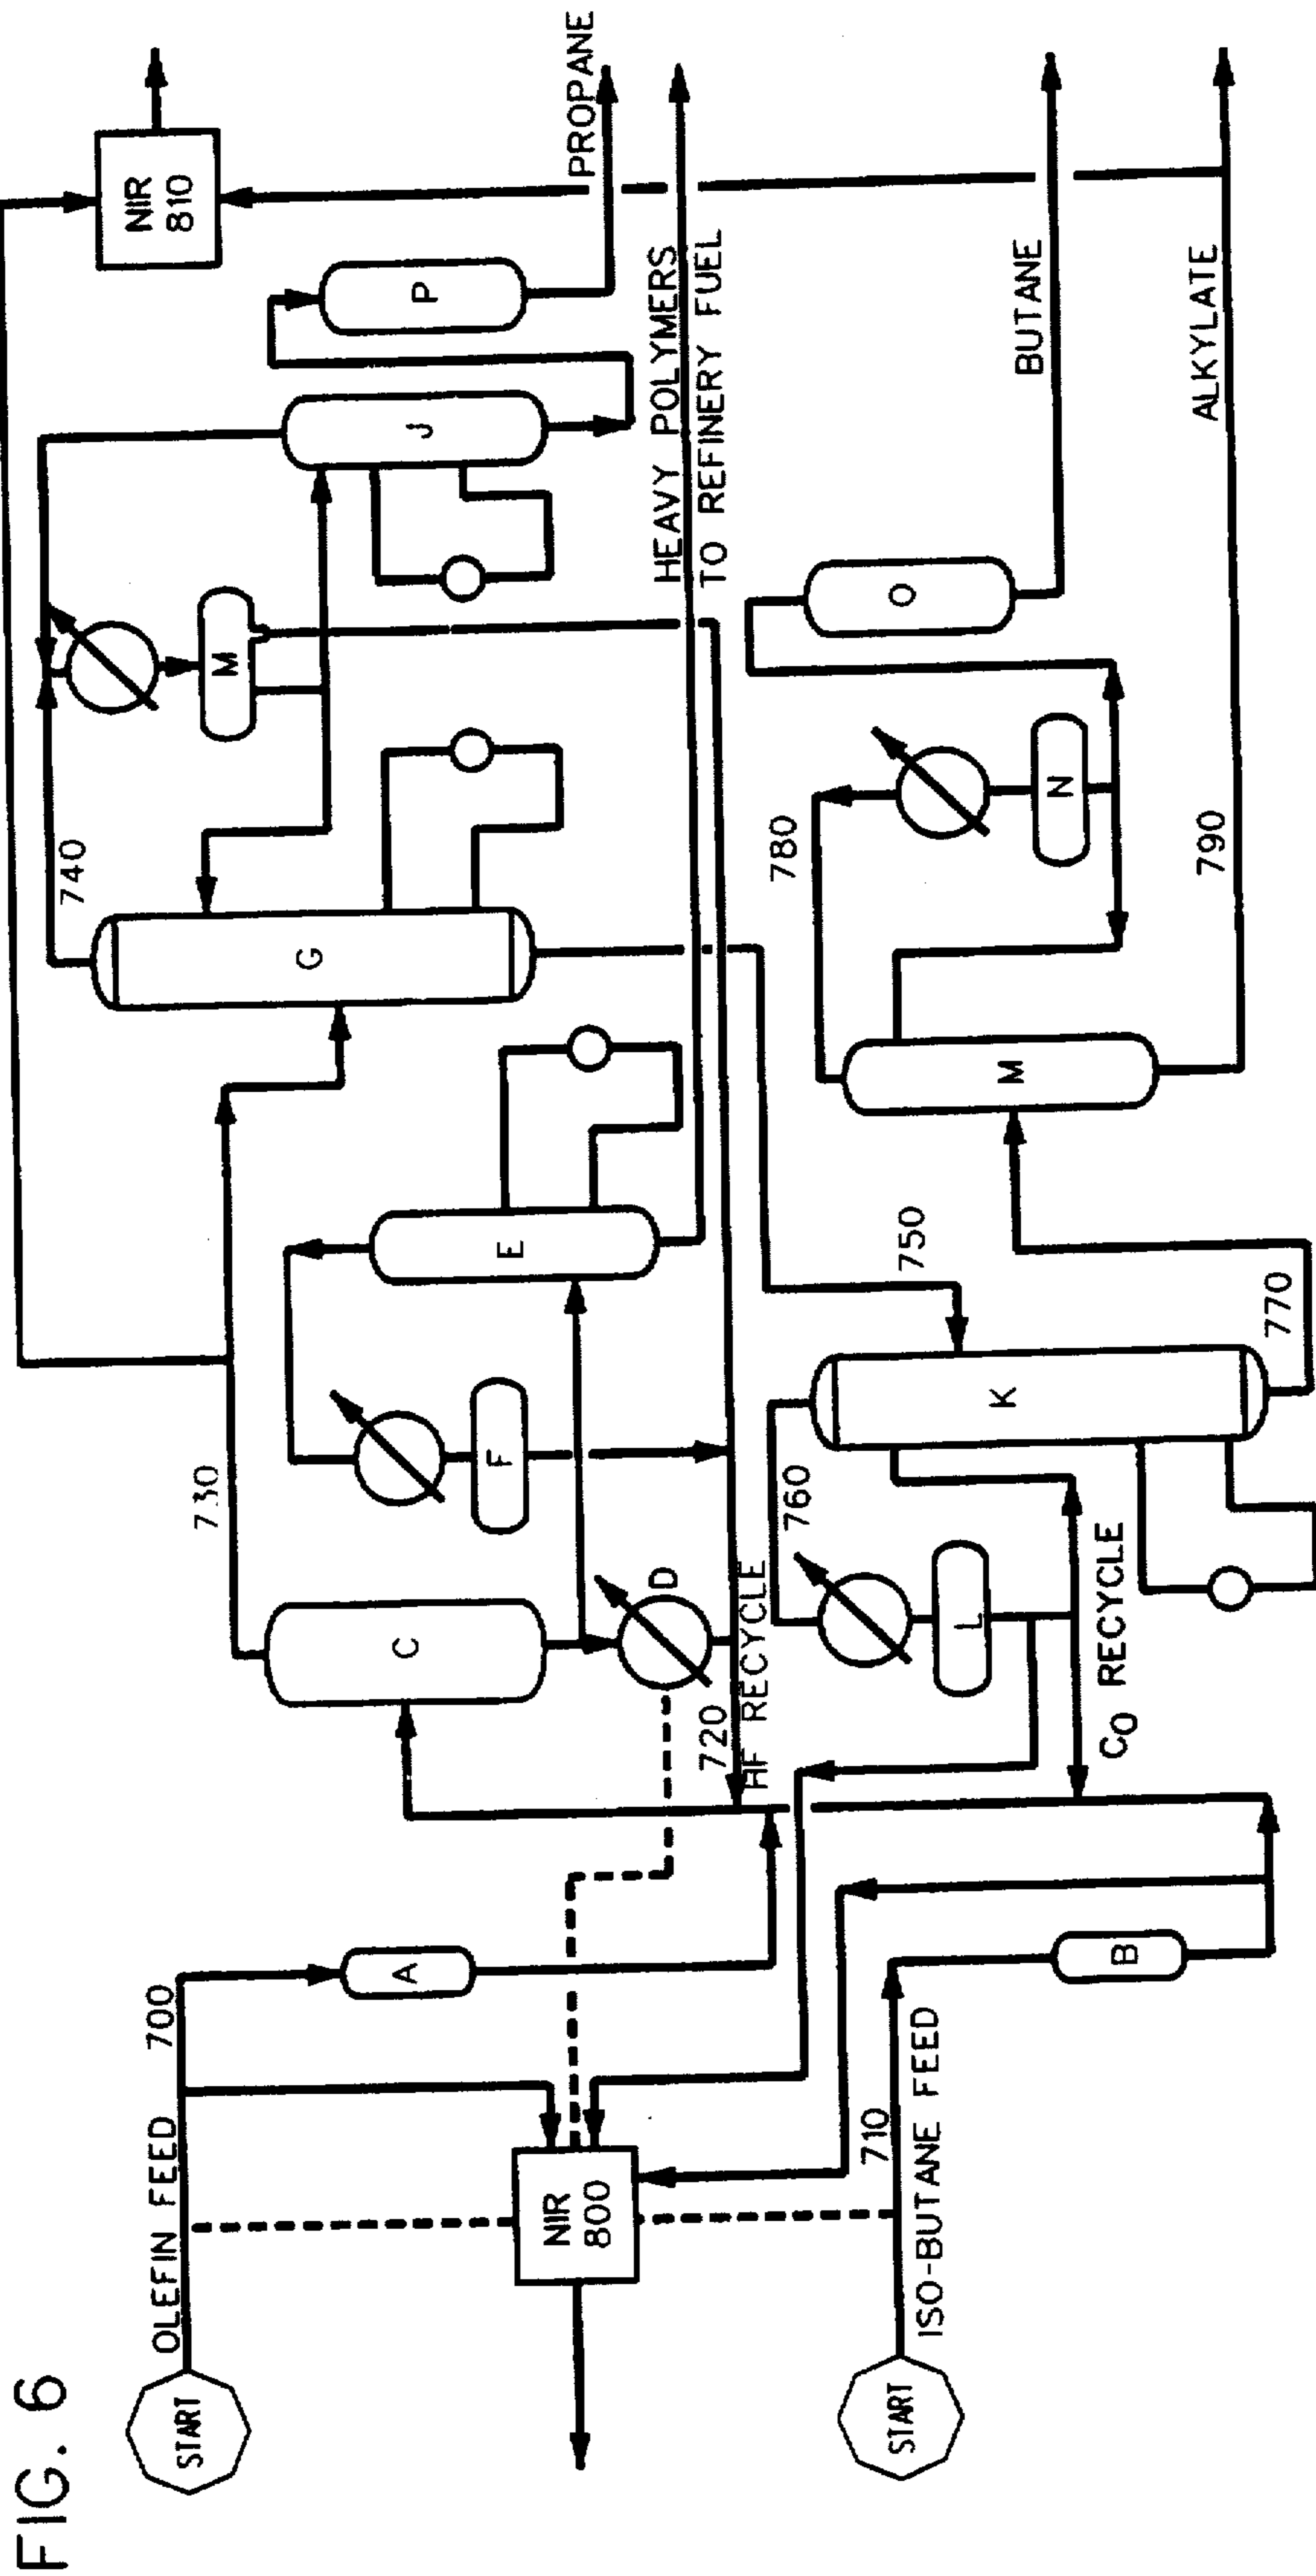 FIG. 6
START
OLEFIN FEED
700
A
NIR
800
START
710
ISO-BUTANE FEED
B
730
C
D
720
HF RECYCLE
F
E
760
L
C0 RECYCLE
K
750
770
740
G
M
J
P
NIR
810
PROPANE
HEAVY POLYMERS
TO REFINERY FUEL
780
M
N
O
790
BUTANE
ALKYLATE